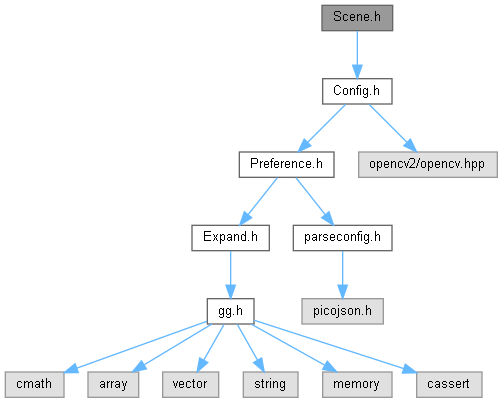 Scene.h
Config.h
Preference.h
opencv2/opencv.hpp
Expand.h
parseconfig.h
gg.h
picojson.h
cmath
array
vector
string
memory
cassert